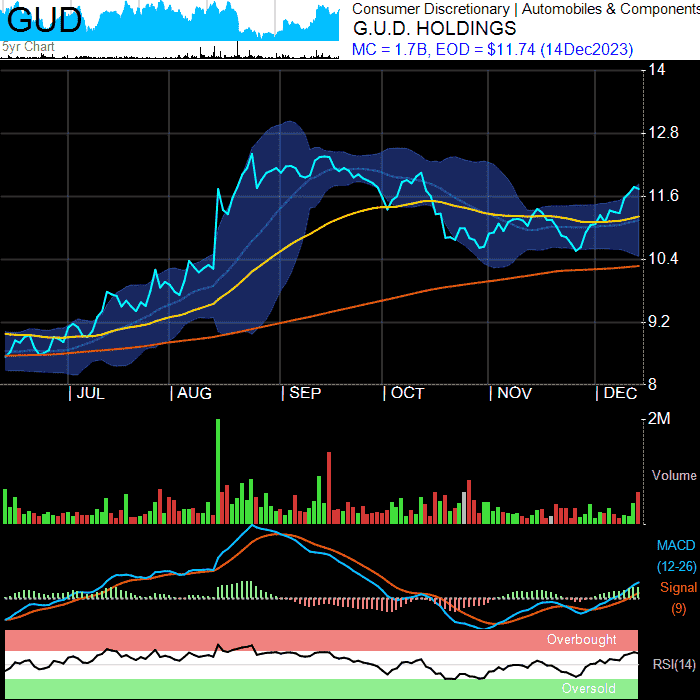 GUD
5yr Chart
Consumer Discretionary | Automobiles & Components
G.U.D. HOLDINGS
MC = 1.7B, EOD = $11.74 (14Dec2023)
14
12.8
11.6
10.4
9.2
8
JUL AUG SEP OCT NOV DEC
2M
Volume
MACD
(12-26)
Signal
(9)
Overbought
RSI(14)
Oversold